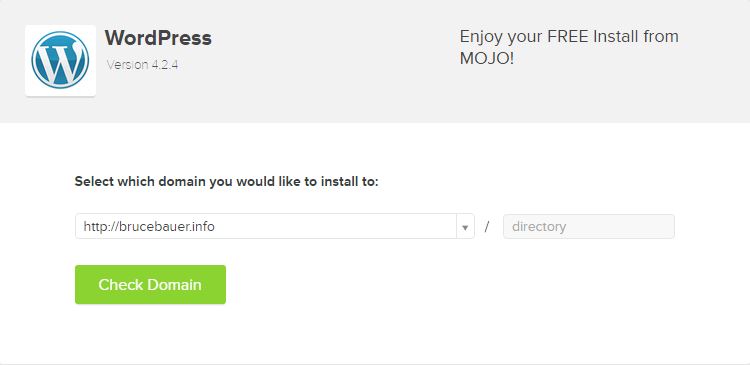 WordPress
Version 4.2.4
Enjoy your FREE Install from
MOJO!
Select which domain you would like to install to:
http://brucebauer.info / directory
Check Domain